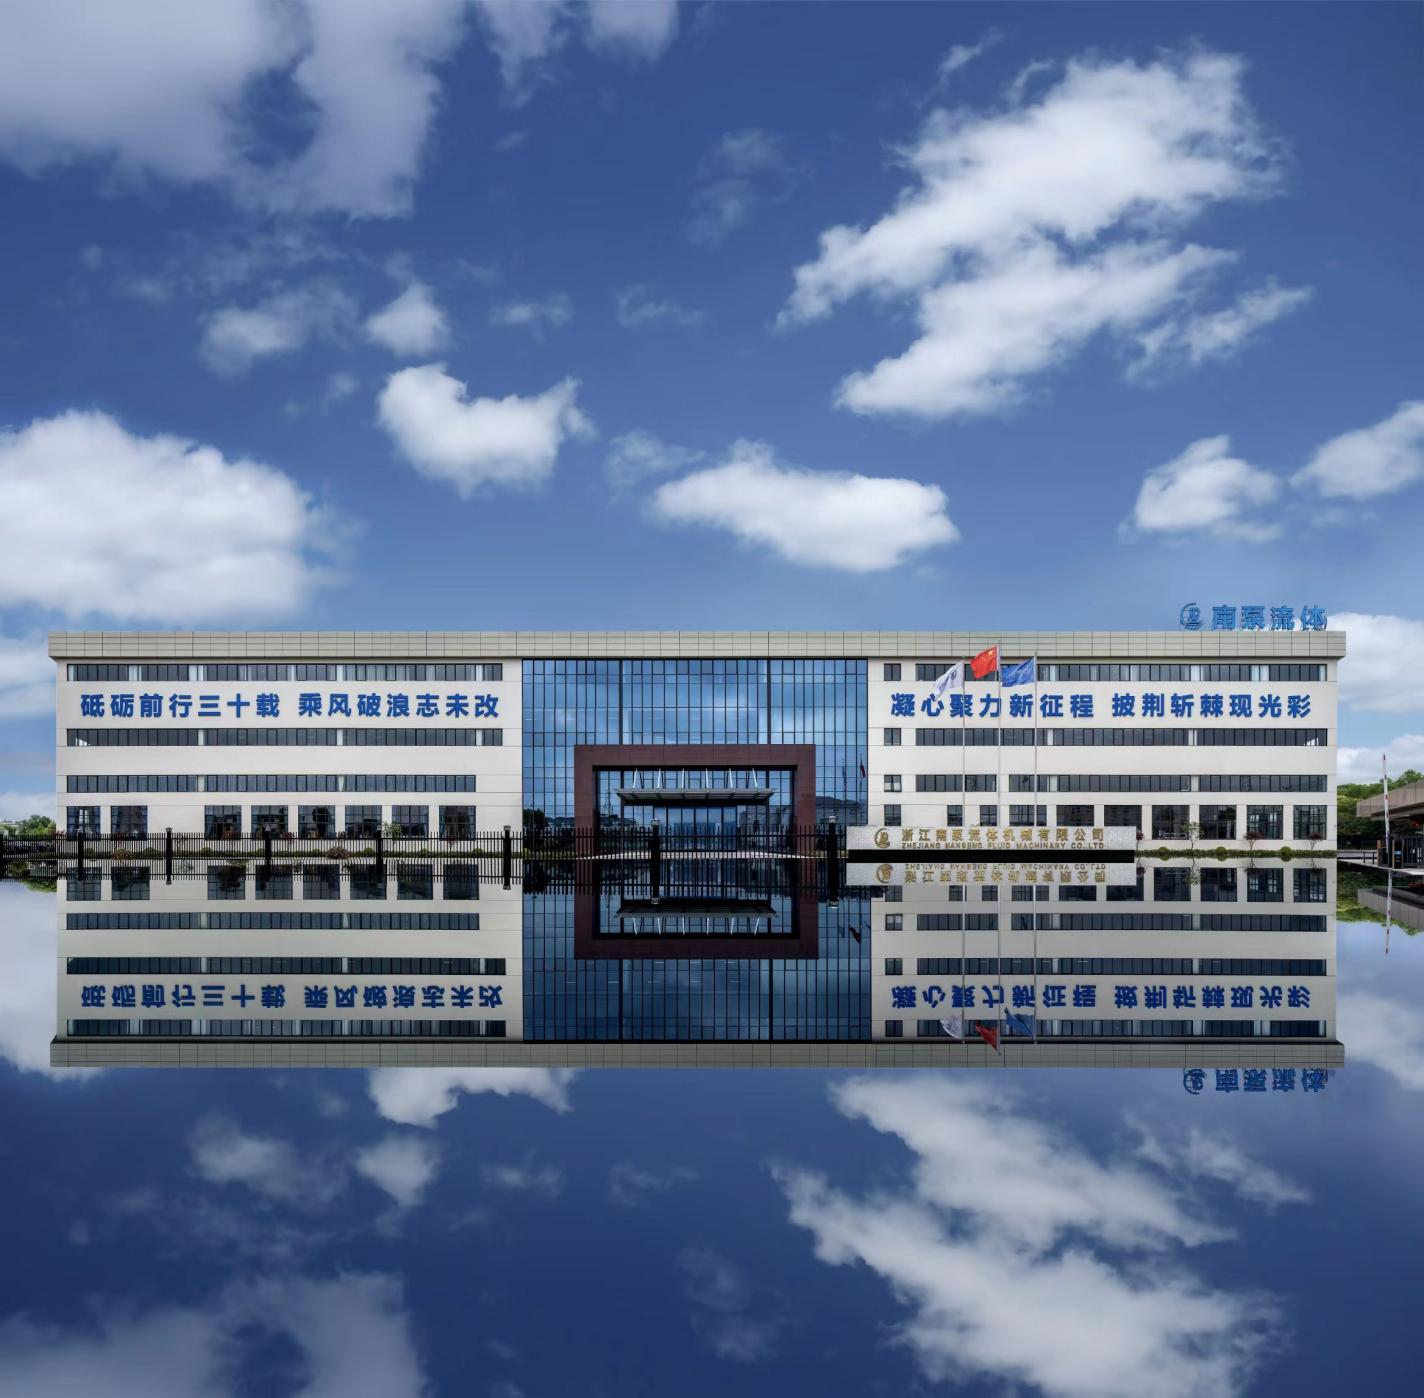 南泵流体
砥砺前行三十载 乘风破浪志未改
凝心聚力新征程 披荆斩棘现光彩
浙江南泵流体机械有限公司
ZHEJIANG NANBENG FLUID MACHINARY CO.,LTD